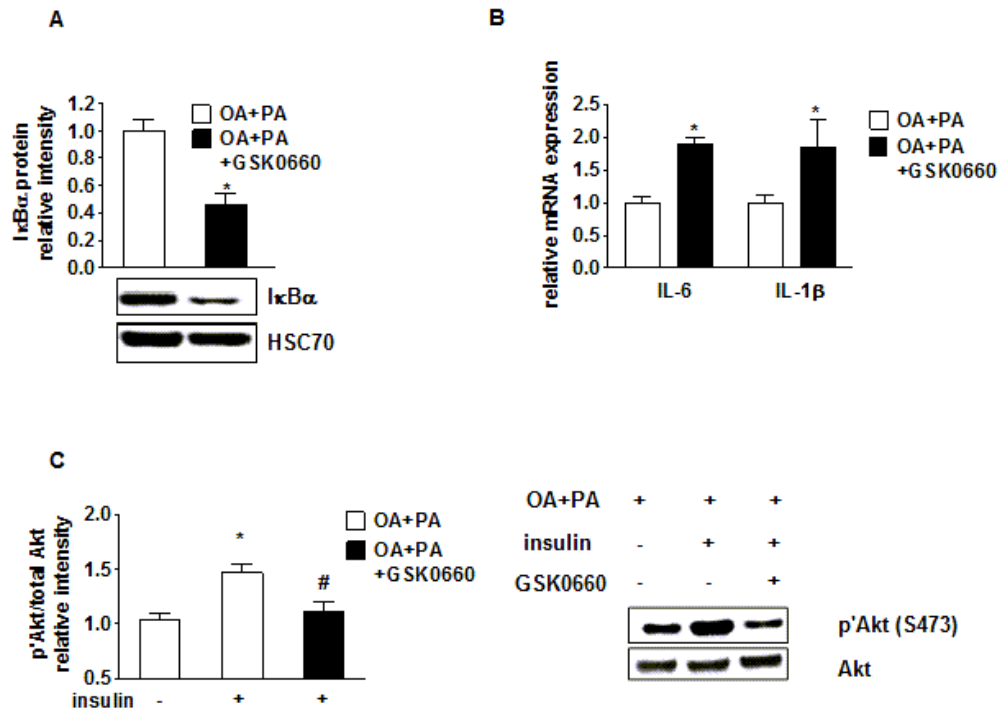 A
IκBα protein
relative intensity
1.2
1.0
0.8
0.6
0.4
0.2
0.0
*
OA+PA
OA+PA
+GSK0660
IκBα
HSC70
B
relative mRNA expression
2.5
2.0
1.5
1.0
0.5
0.0
*
*
IL-6
IL-1β
OA+PA
OA+PA
+GSK0660
C
p'Akt/total Akt
relative intensity
2.0
1.5
1.0
0.5
*
#
OA+PA
OA+PA
+GSK0660
insulin - + +
OA+PA + + +
insulin - + +
GSK0660 - - +
p'Akt (S473)
Akt